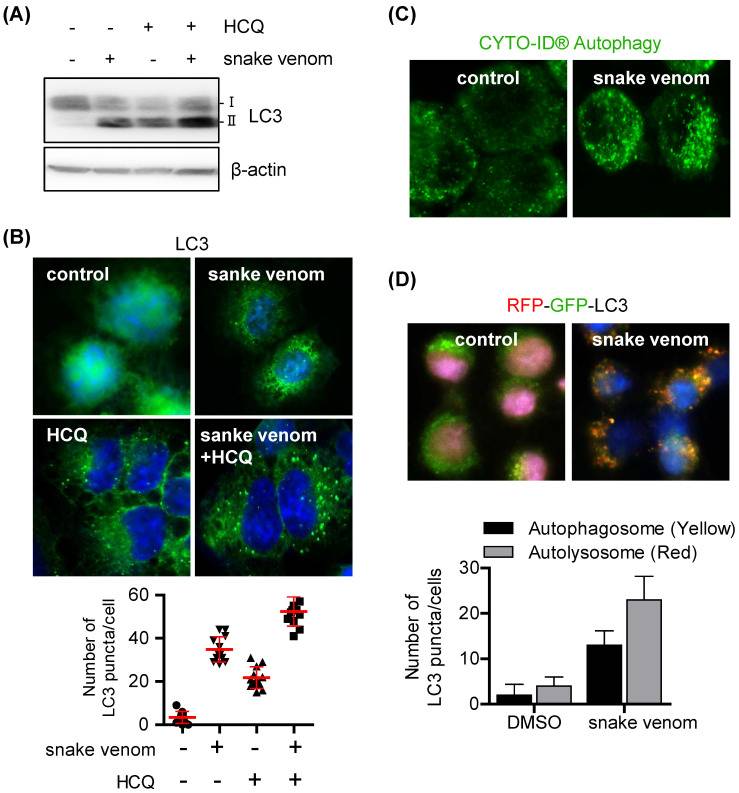 (A)
- - + + HCQ
- + - + snake venom
I
II
LC3
β-actin
(B)
LC3
control
sanke venom
HCQ
sanke venom
+HCQ
Number of
LC3 puncta/cell
60
40
20
0
snake venom - + - +
HCQ - - + +
(C)
CYTO-ID® Autophagy
control
snake venom
(D)
RFP-GFP-LC3
control
snake venom
Autophagosome (Yellow)
Autolysosome (Red)
Number of
LC3 puncta/cells
30
20
10
0
DMSO
snake venom